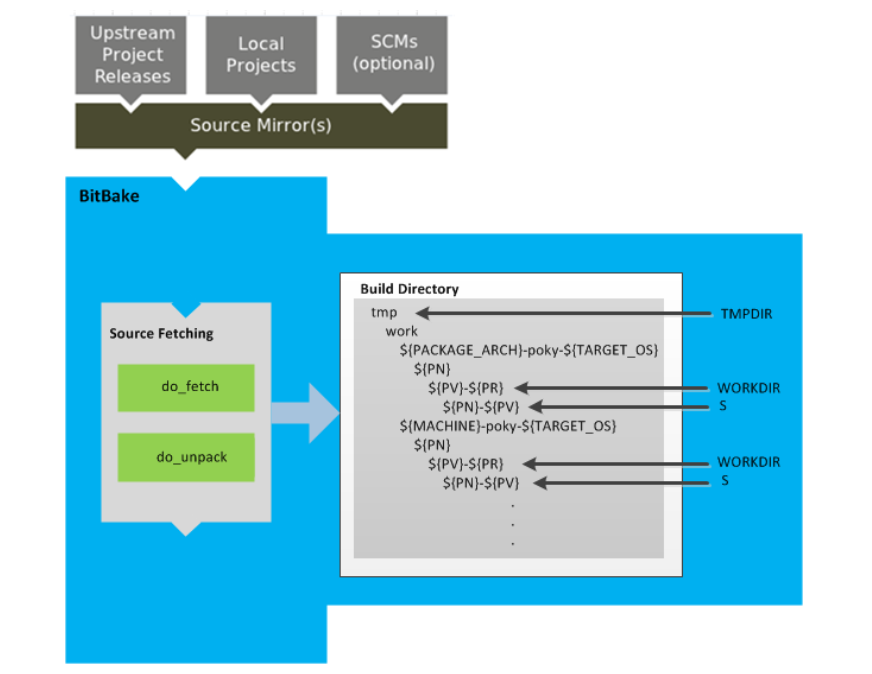 Upstream
Project
Releases
Local
Projects
SCMs
(optional)
Source Mirror(s)
BitBake
Source Fetching
do_fetch
do_unpack
Build Directory
tmp
work
${PACKAGE_ARCH}-poky-${TARGET_OS}
${PN}
${PV}-${PR}
${PN}-${PV}
${MACHINE}-poky-${TARGET_OS}
${PN}
${PV}-${PR}
${PN}-${PV}
.
.
.
TMPDIR
WORKDIR
S
WORKDIR
S